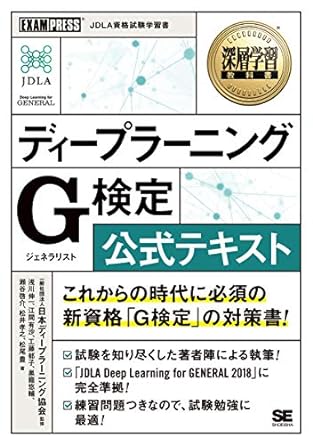 EXAMPRESS JDLA資格試験学習書
JDLA
Deep Learning for
GENERAL
深層学習
教科書
ディープラーニング
G検定
ジェネラリスト
公式テキスト
これからの時代に必須の
新資格「G検定」の対策書!
試験を知り尽くした著者陣による執筆!
「JDLA Deep Learning for GENERAL 2018」に
完全準拠!
練習問題つきなので、試験勉強に
最適!
一般社団法人日本ディープラーニング協会 監修
浅川伸一、江間有沙、工藤郁子、巣籠悠輔、
瀬谷啓介、松井孝之、松尾豊 著
SE
SHOEISHA